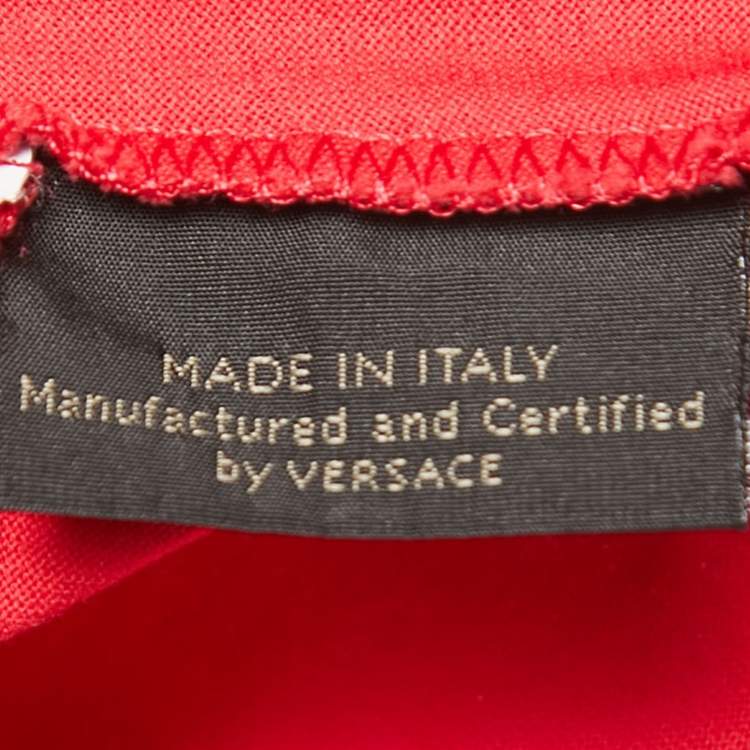 MADE IN ITALY
Manufactured and Certified
by VERSACE